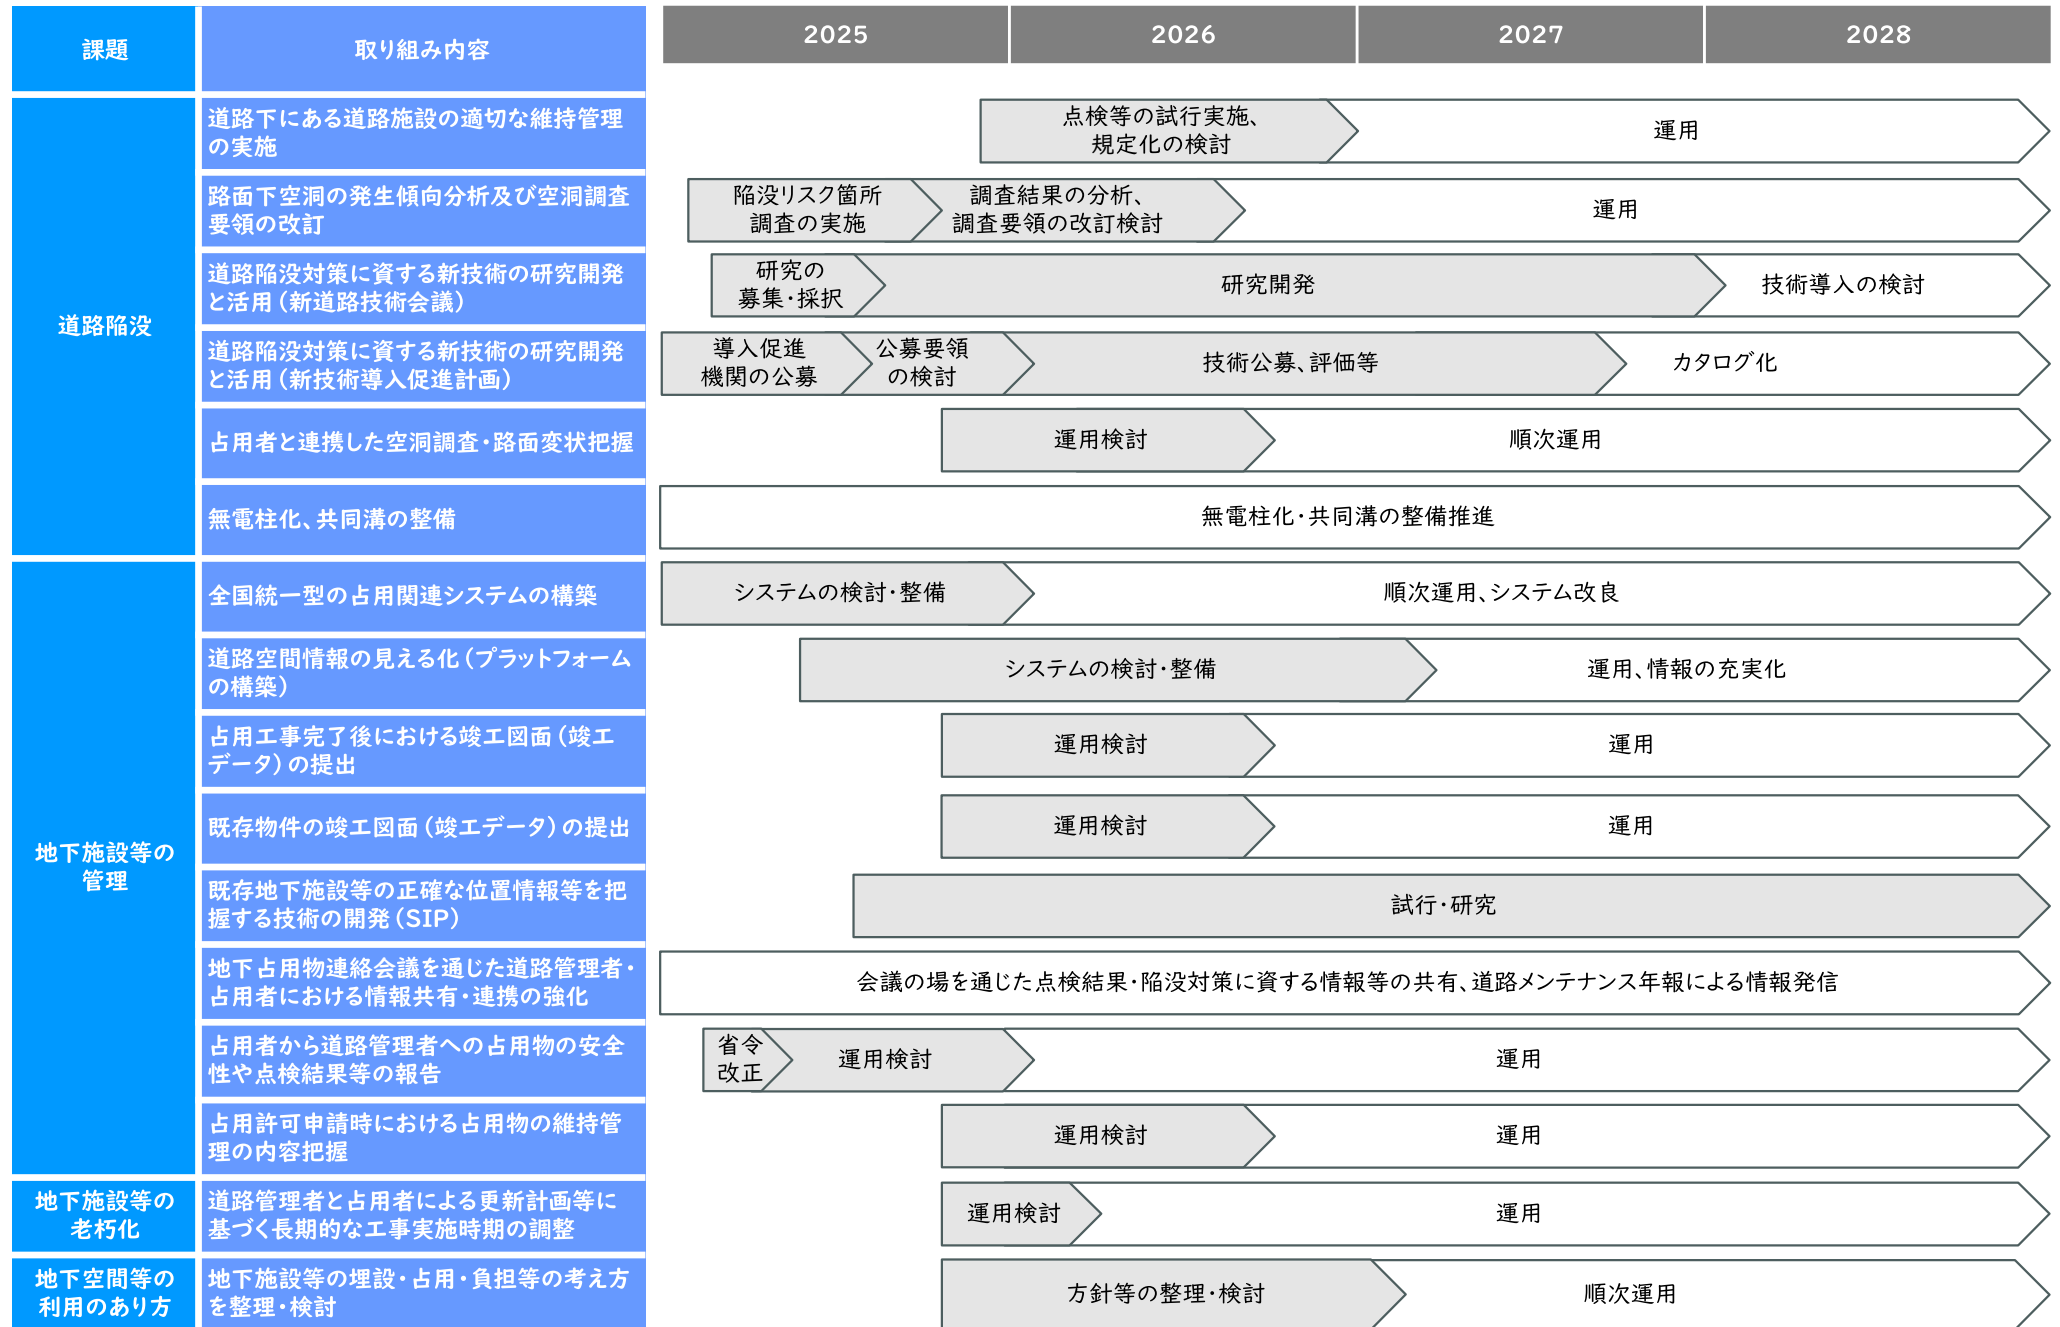 課題
取り組み内容
2025
2026
2027
2028
道路陥没
道路下にある道路施設の適切な維持管理
の実施
点検等の試行実施、
規定化の検討
運用
路面下空洞の発生傾向分析及び空洞調査
要領の改訂
陥没リスク箇所
調査の実施
調査結果の分析、
調査要領の改訂検討
運用
道路陥没対策に資する新技術の研究開発
と活用（新道路技術会議）
研究の
募集・採択
研究開発
技術導入の検討
道路陥没対策に資する新技術の研究開発
と活用（新技術導入促進計画）
導入促進
機関の公募
公募要領
の検討
技術公募、評価等
カタログ化
占用者と連携した空洞調査・路面変状把握
運用検討
順次運用
無電柱化、共同溝の整備
無電柱化・共同溝の整備推進
地下施設等の
管理
全国統一型の占用関連システムの構築
システムの検討・整備
順次運用、システム改良
道路空間情報の見える化（プラットフォーム
の構築）
システムの検討・整備
運用、情報の充実化
占用工事完了後における竣工図面（竣工
データ）の提出
運用検討
運用
既存物件の竣工図面（竣工データ）の提出
運用検討
運用
既存地下施設等の正確な位置情報等を把
握する技術の開発（SIP）
試行・研究
地下占用物連絡会議を通じた道路管理者・
占用者における情報共有・連携の強化
会議の場を通じた点検結果・陥没対策に資する情報等の共有、道路メンテナンス年報による情報発信
占用者から道路管理者への占用物の安全
性や点検結果等の報告
省令
改正
運用検討
運用
占用許可申請時における占用物の維持管
理の内容把握
運用検討
運用
地下施設等の
老朽化
道路管理者と占用者による更新計画等に
基づく長期的な工事実施時期の調整
運用検討
運用
地下空間等の
利用のあり方
地下施設等の埋設・占用・負担等の考え方
を整理・検討
方針等の整理・検討
順次運用